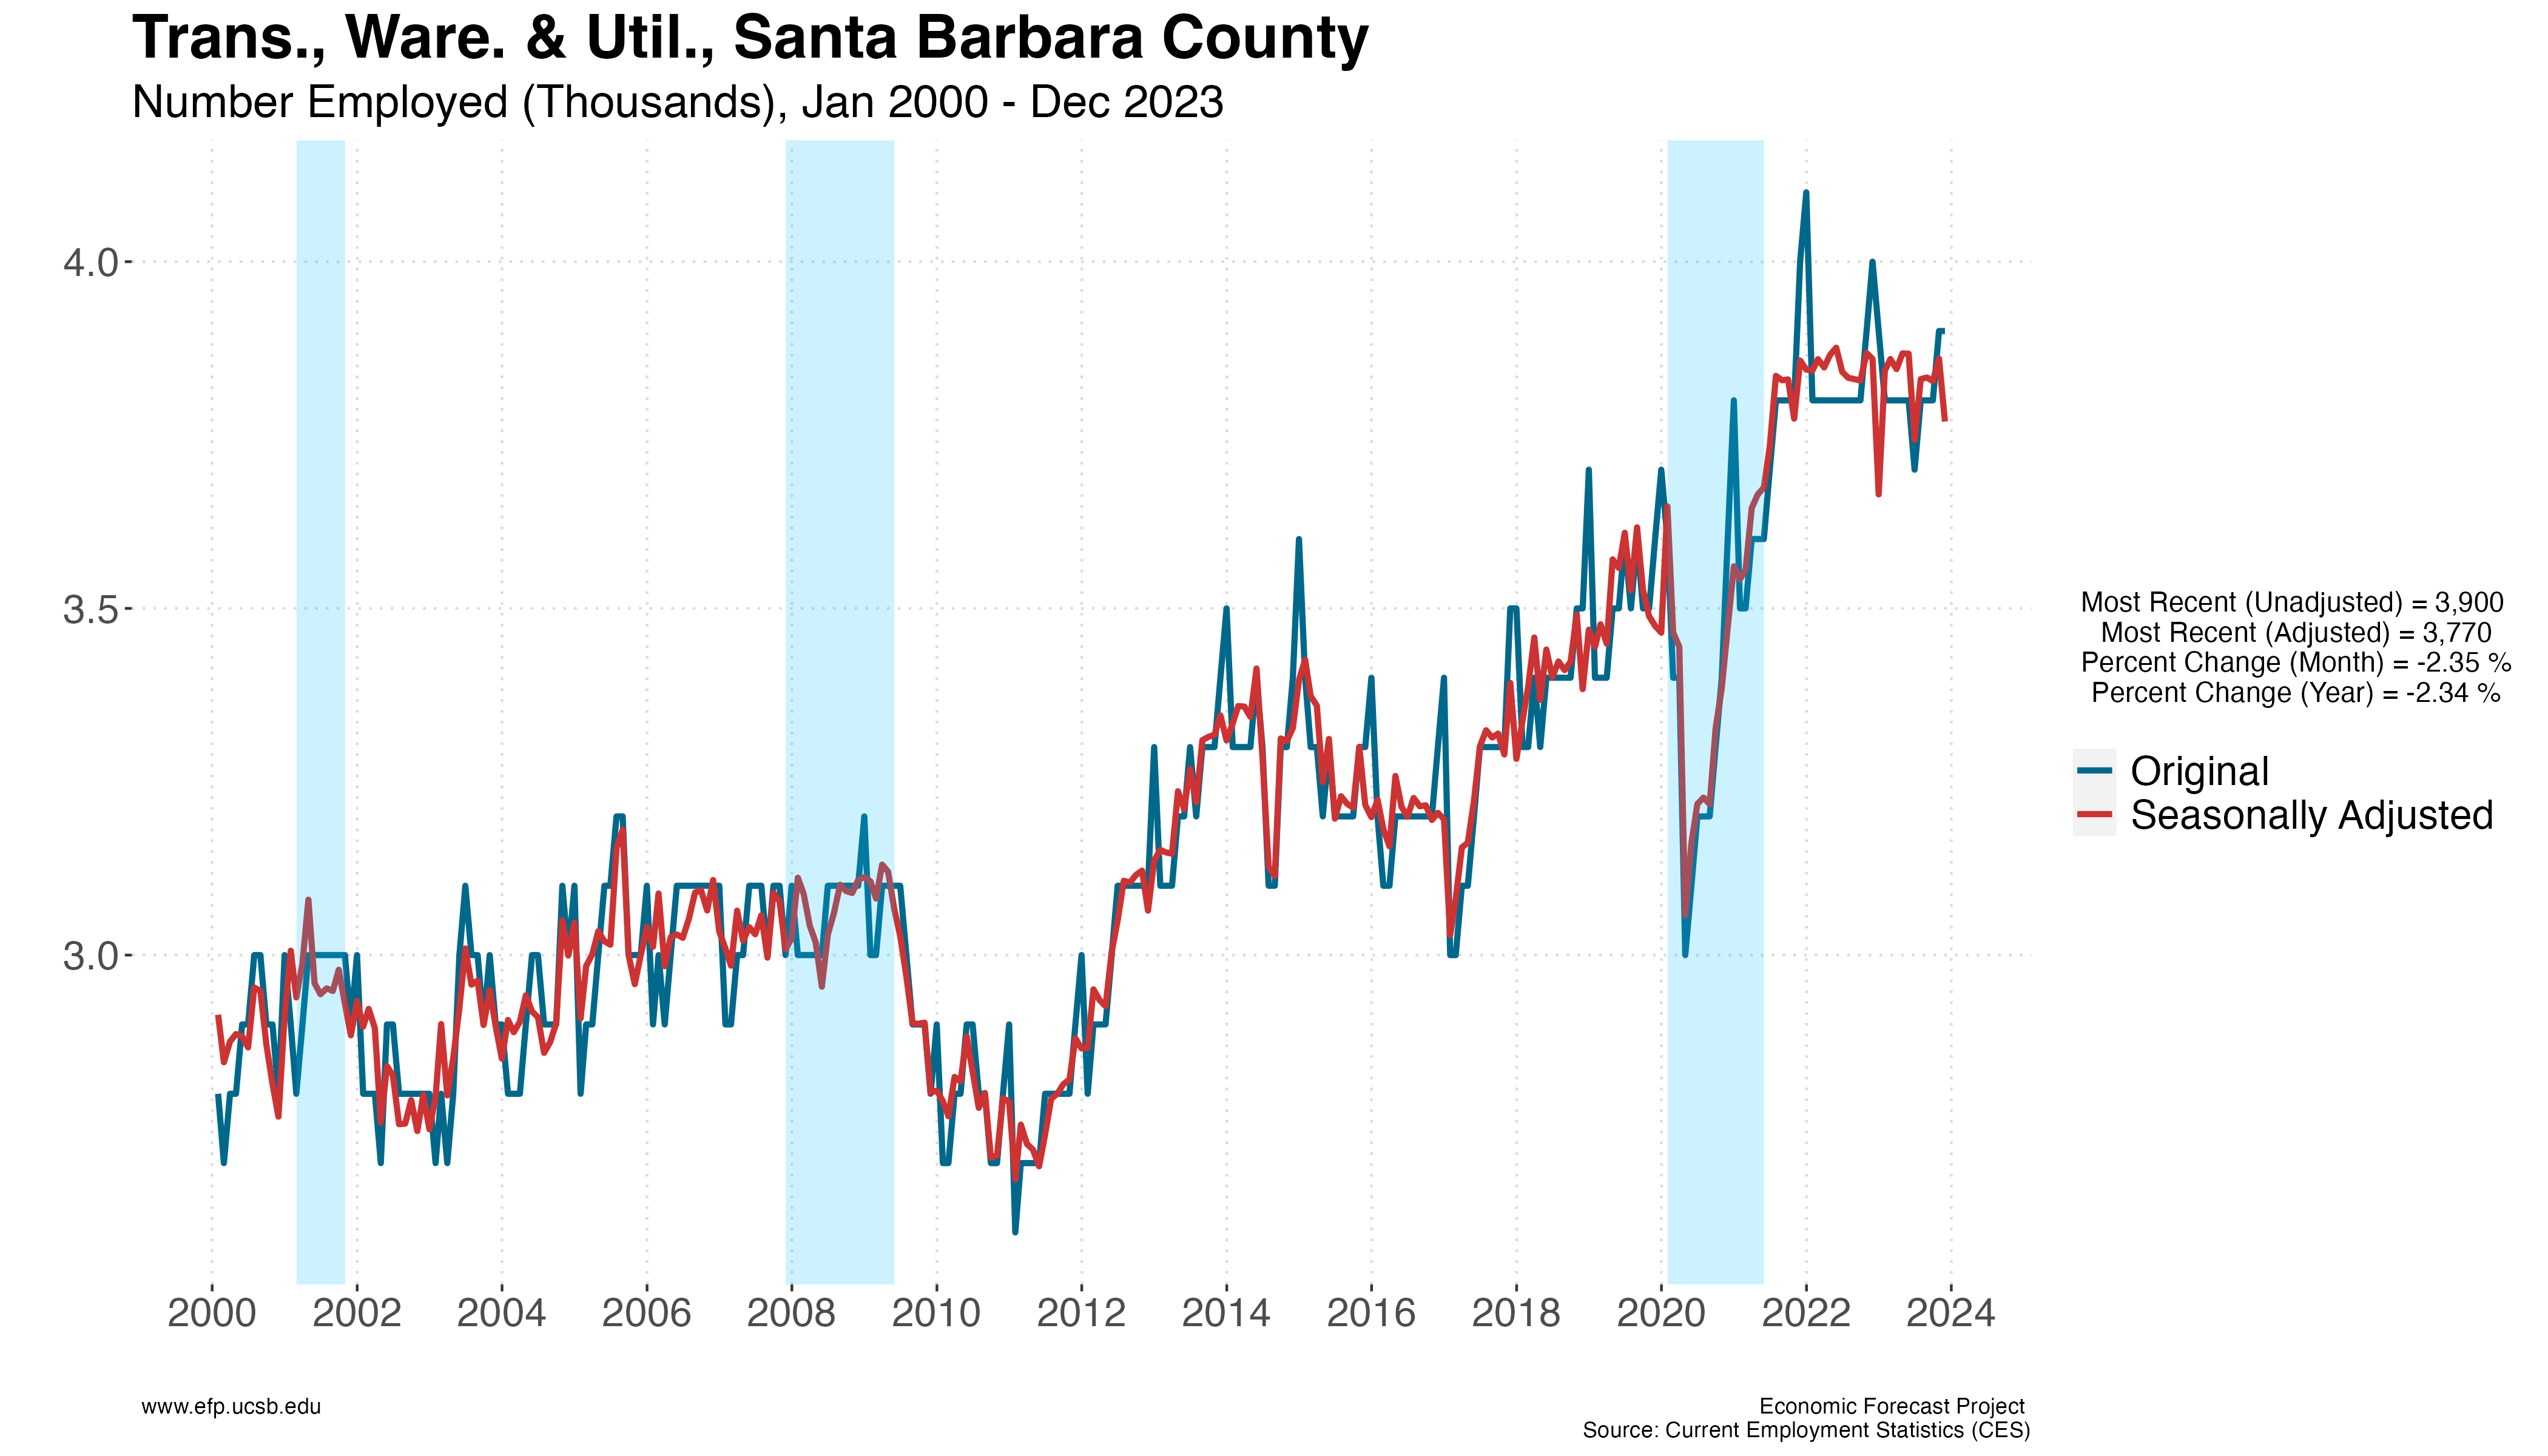 Trans., Ware. & Util., Santa Barbara County
Number Employed (Thousands), Jan 2000 - Dec 2023
4.0
3.5
3.0
2000 2002 2004 2006 2008 2010 2012 2014 2016 2018 2020 2022 2024
Most Recent (Unadjusted) = 3,900
Most Recent (Adjusted) = 3,770
Percent Change (Month) = -2.35 %
Percent Change (Year) = -2.34 %
Original
Seasonally Adjusted
www.efp.ucsb.edu
Economic Forecast Project
Source: Current Employment Statistics (CES)